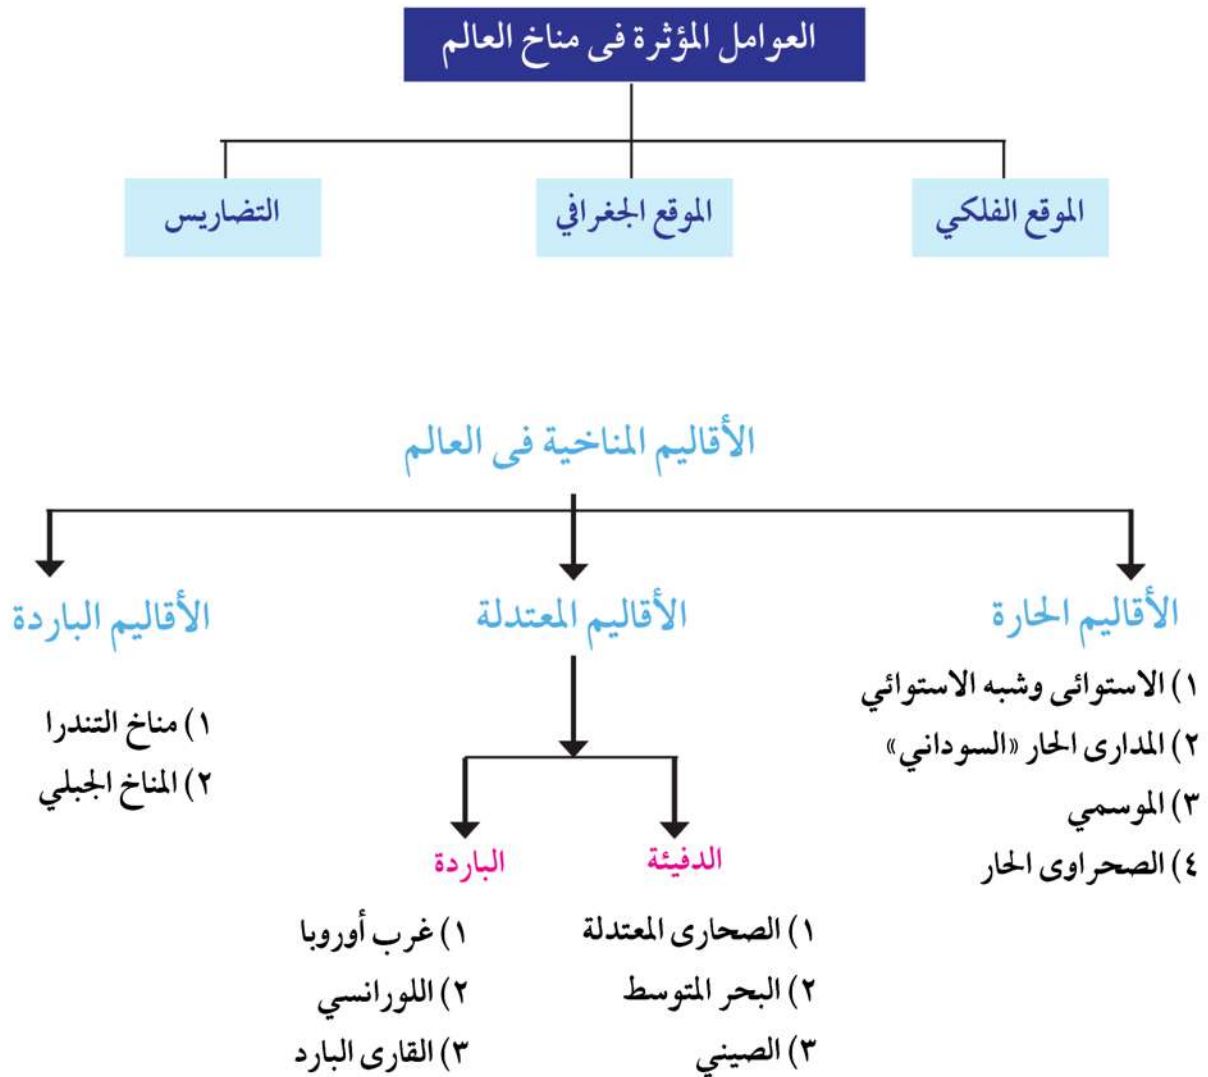 العوامل المؤثرة فى مناخ العالم
الموقع الفلكي
الموقع الجغرافي
التضاريس
الأقاليم المناخية فى العالم
الأقاليم الحارة
١) الاستوائى وشبه الاستوائي
٢) المدارى الحار «السوداني»
٣) الموسمي
٤) الصحراوى الحار
الأقاليم المعتدلة
الدفيئة
١) الصحارى المعتدلة
٢) البحر المتوسط
٣) الصيني
الباردة
١) غرب أوروبا
٢) اللورانسي
٣) القارى البارد
الأقاليم الباردة
١) مناخ التندرا
٢) المناخ الجبلي